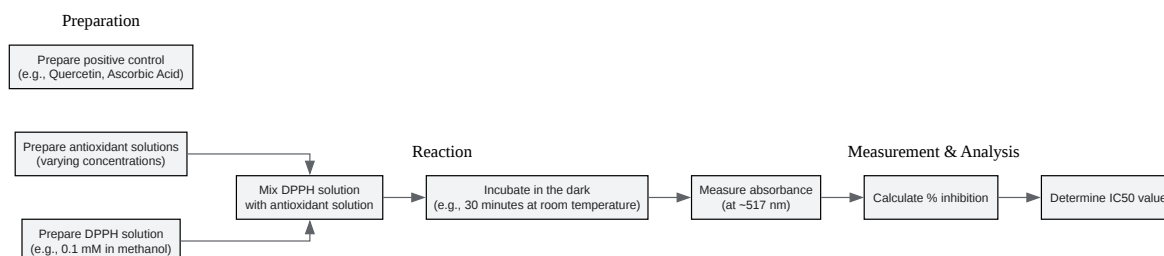 Preparation
Prepare positive control
(e.g., Quercetin, Ascorbic Acid)
Prepare antioxidant solutions
(varying concentrations)
Prepare DPPH solution
(e.g., 0.1 mM in methanol)
Mix DPPH solution
with antioxidant solution
Reaction
Incubate in the dark
(e.g., 30 minutes at room temperature)
Measure absorbance
(at ~517 nm)
Measurement & Analysis
Calculate % inhibition
Determine IC50 value